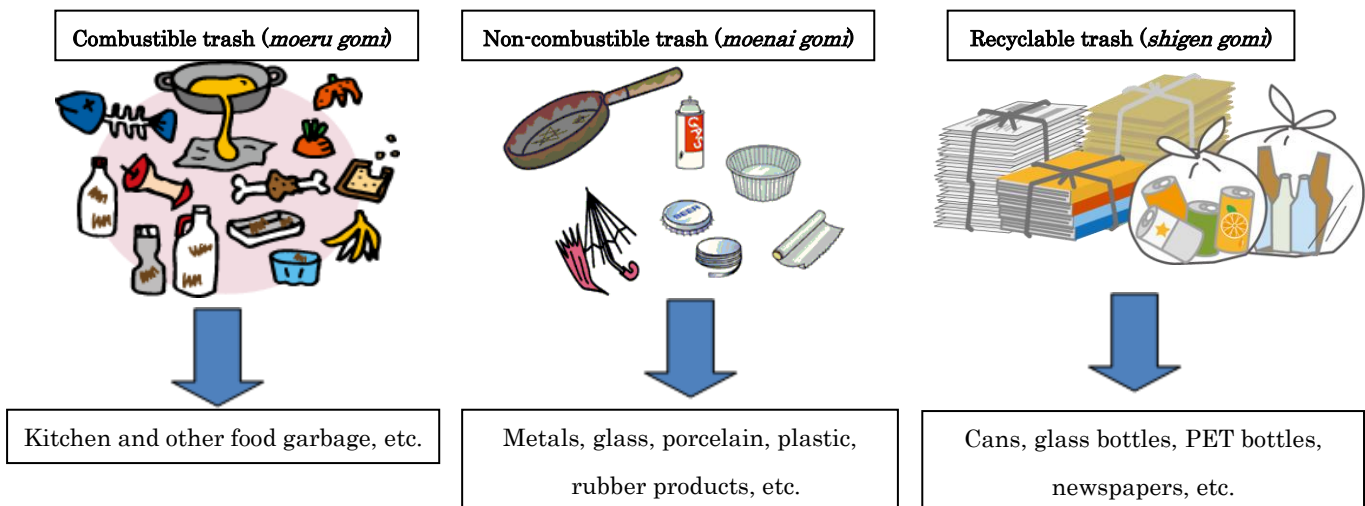 Combustible trash (moeru gomi)
Non-combustible trash (moenai gomi)
Recyclable trash (shigen gomi)
BEER
Kitchen and other food garbage, etc.
Metals, glass, porcelain, plastic,
rubber products, etc.
Cans, glass bottles, PET bottles,
newspapers, etc.